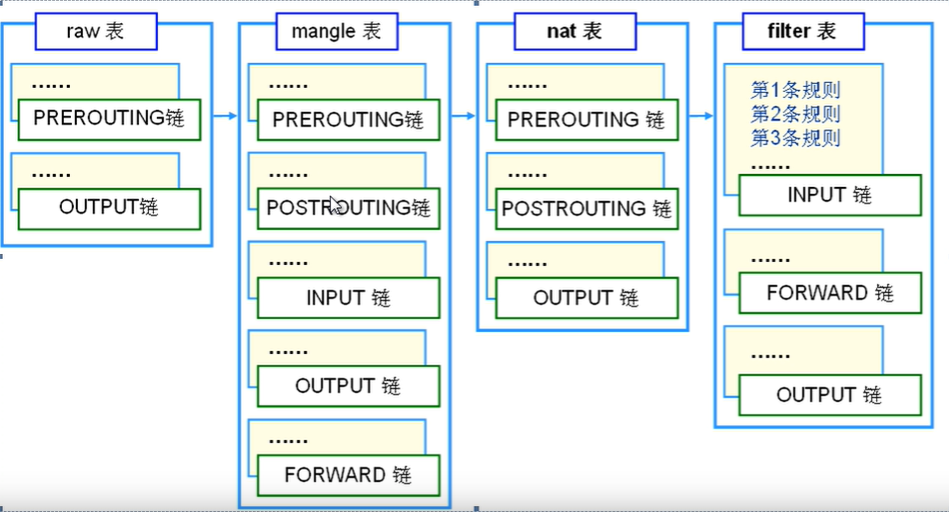 raw 表
……
PREROUTING链
……
OUTPUT链
mangle 表
……
PREROUTING链
……
POSTROUTING链
……
INPUT 链
……
OUTPUT 链
……
FORWARD 链
nat 表
……
PREROUTING 链
……
POSTROUTING 链
……
OUTPUT 链
filter 表
第1条规则
第2条规则
第3条规则
……
INPUT 链
……
FORWARD 链
……
OUTPUT 链